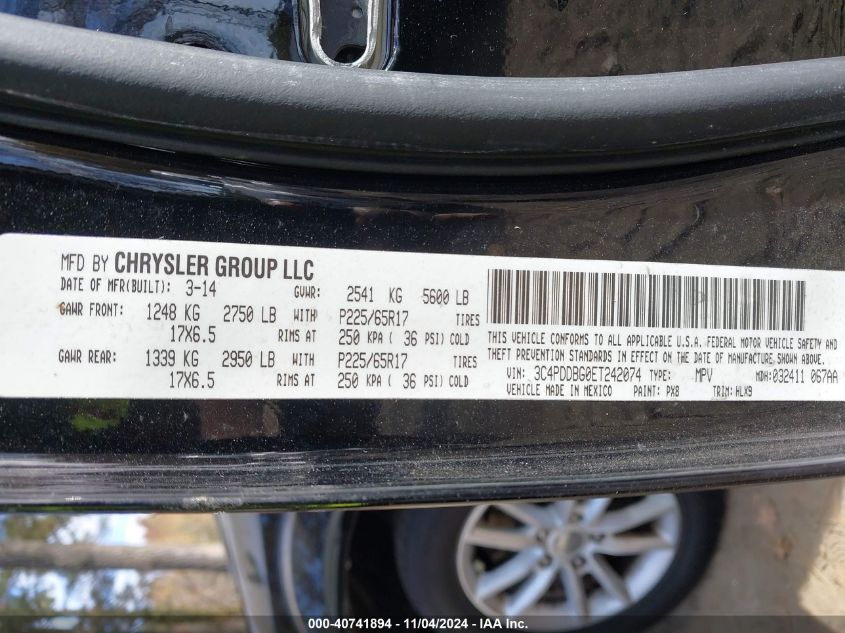 MFD BY CHRYSLER GROUP LLC
DATE OF MFR(BUILT): 3-14 GVWR: 2541 KG 5600 LB
GAWR FRONT: 1248 KG 2750 LB WITH P225/65R17 TIRES
17X6.5 RIMS AT 250 KPA ( 36 PSI) COLD
GAWR REAR: 1339 KG 2950 LB WITH P225/65R17 TIRES
17X6.5 RIMS AT 250 KPA ( 36 PSI) COLD
THIS VEHICLE CONFORMS TO ALL APPLICABLE U.S.A. FEDERAL MOTOR VEHICLE SAFETY AND
THEFT PREVENTION STANDARDS IN EFFECT ON THE DATE OF MANUFACTURE SHOWN ABOVE.
VIN: 3C4PDDBG0ET242074 TYPE: MPV MDH: 032411 067AA
VEHICLE MADE IN MEXICO PAINT: PX8 TRIM: HLX9
000-40741894 - 11/04/2024 - IAA Inc.